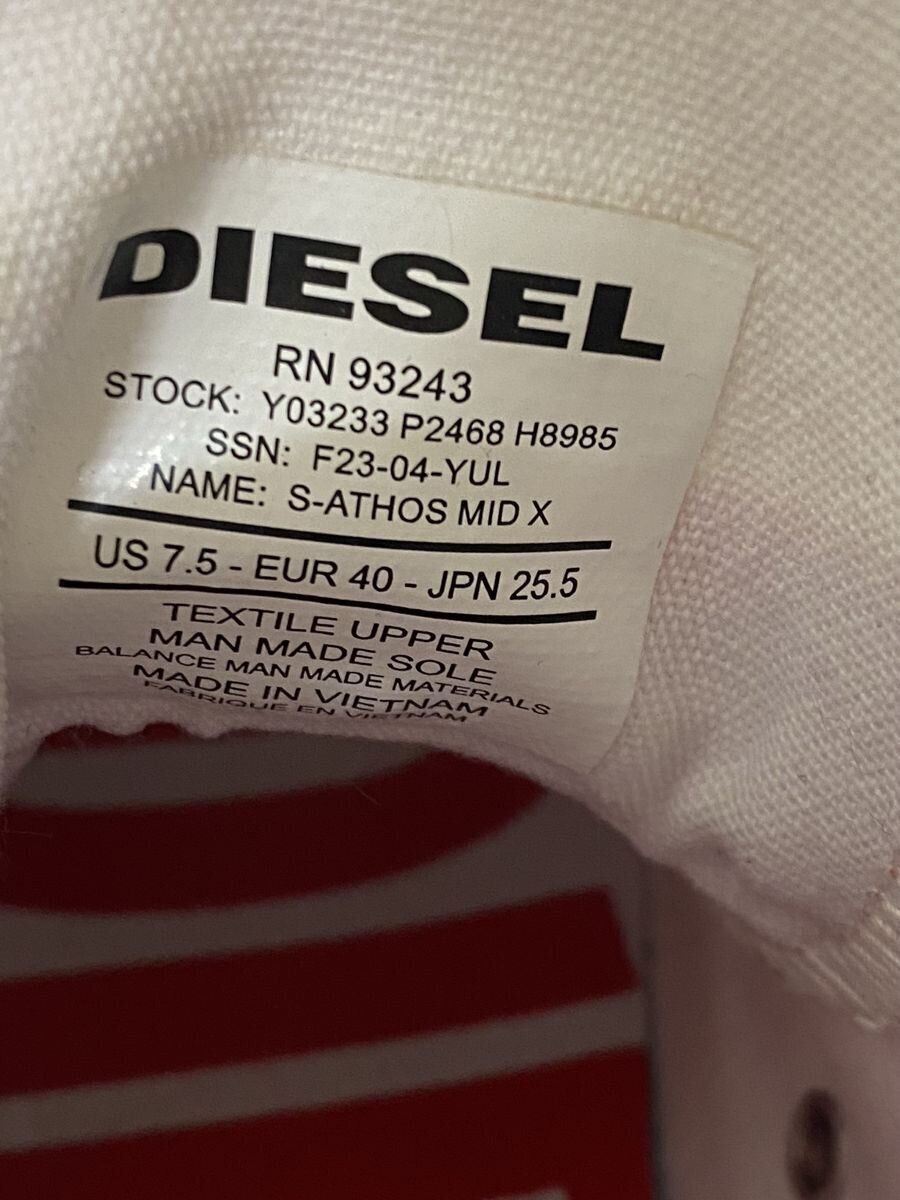 DIESEL
RN 93243
STOCK: Y03233 P2468 H8985
SSN: F23-04-YUL
NAME: S-ATHOS MID X
US 7.5 - EUR 40 - JPN 25.5
TEXTILE UPPER
MAN MADE SOLE
BALANCE MAN MADE MATERIALS
MADE IN VIETNAM
FABRIQUE EN VIETNAM